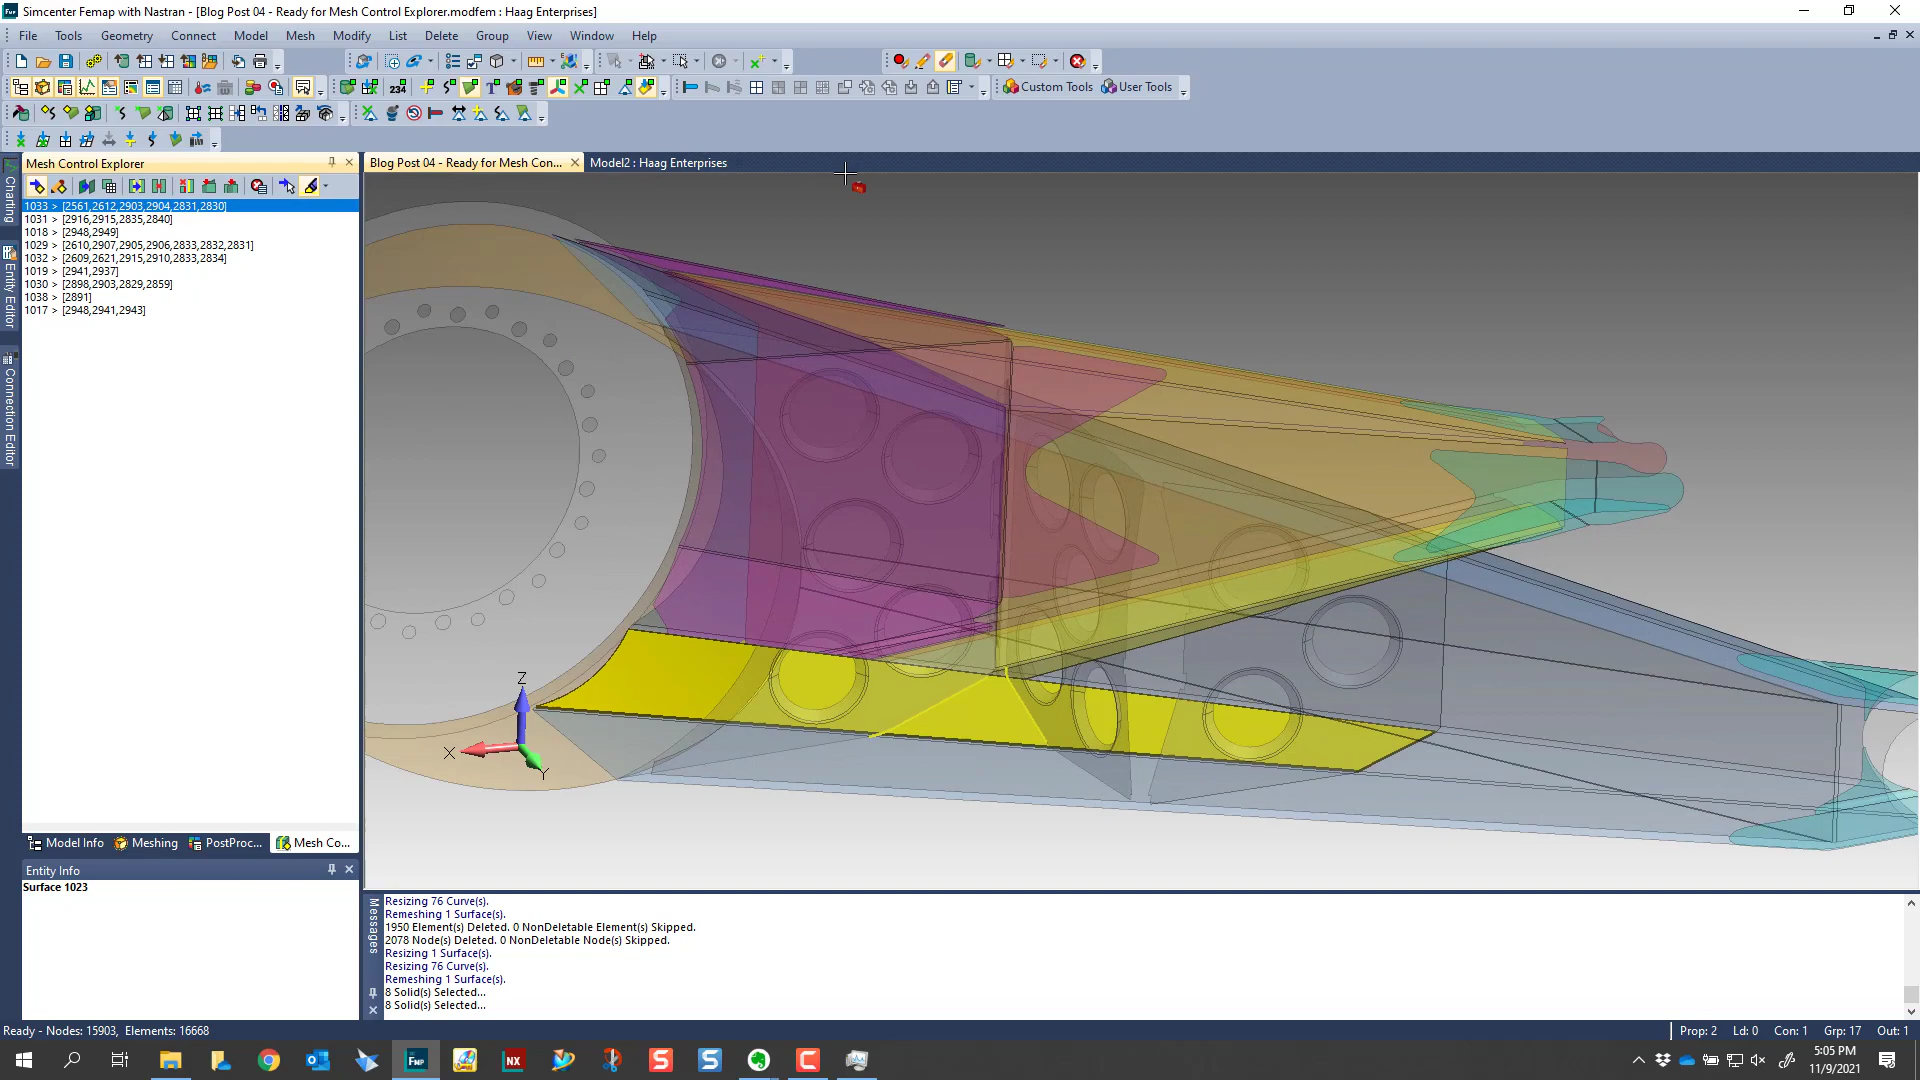 Simcenter Femap with Nastran - [Blog Post 04 - Ready for Mesh Control Explorer.modfem : Haag Enterprises]
File Tools Geometry Connect Model Mesh Modify List Delete Group View Window Help
234 Custom Tools User Tools
Mesh Control Explorer
Blog Post 04 - Ready for Mesh Con... Model2 : Haag Enterprises
Charting
Entity Editor
Connection Editor
1033 > [2561,2612,2903,2904,2831,2830]
1031 > [2916,2915,2835,2840]
1018 > [2948,2949]
1029 > [2610,2907,2905,2906,2833,2832,2831]
1032 > [2609,2621,2915,2910,2833,2834]
1019 > [2941,2937]
1030 > [2898,2903,2829,2859]
1038 > [2891]
1017 > [2948,2941,2943]
Z
X
Y
Model Info Meshing PostProc... Mesh Co...
Entity Info
Surface 1023
Messages
Resizing 76 Curve(s).
Remeshing 1 Surface(s).
1950 Element(s) Deleted. 0 NonDeletable Element(s) Skipped.
2078 Node(s) Deleted. 0 NonDeletable Node(s) Skipped.
Resizing 1 Surface(s).
Resizing 76 Curve(s).
Remeshing 1 Surface(s).
8 Solid(s) Selected...
8 Solid(s) Selected...
Ready - Nodes: 15903, Elements: 16668
Prop: 2 Ld: 0 Con: 1 Grp: 17 Out: 1
FMP NX S S C
5:05 PM
11/9/2021